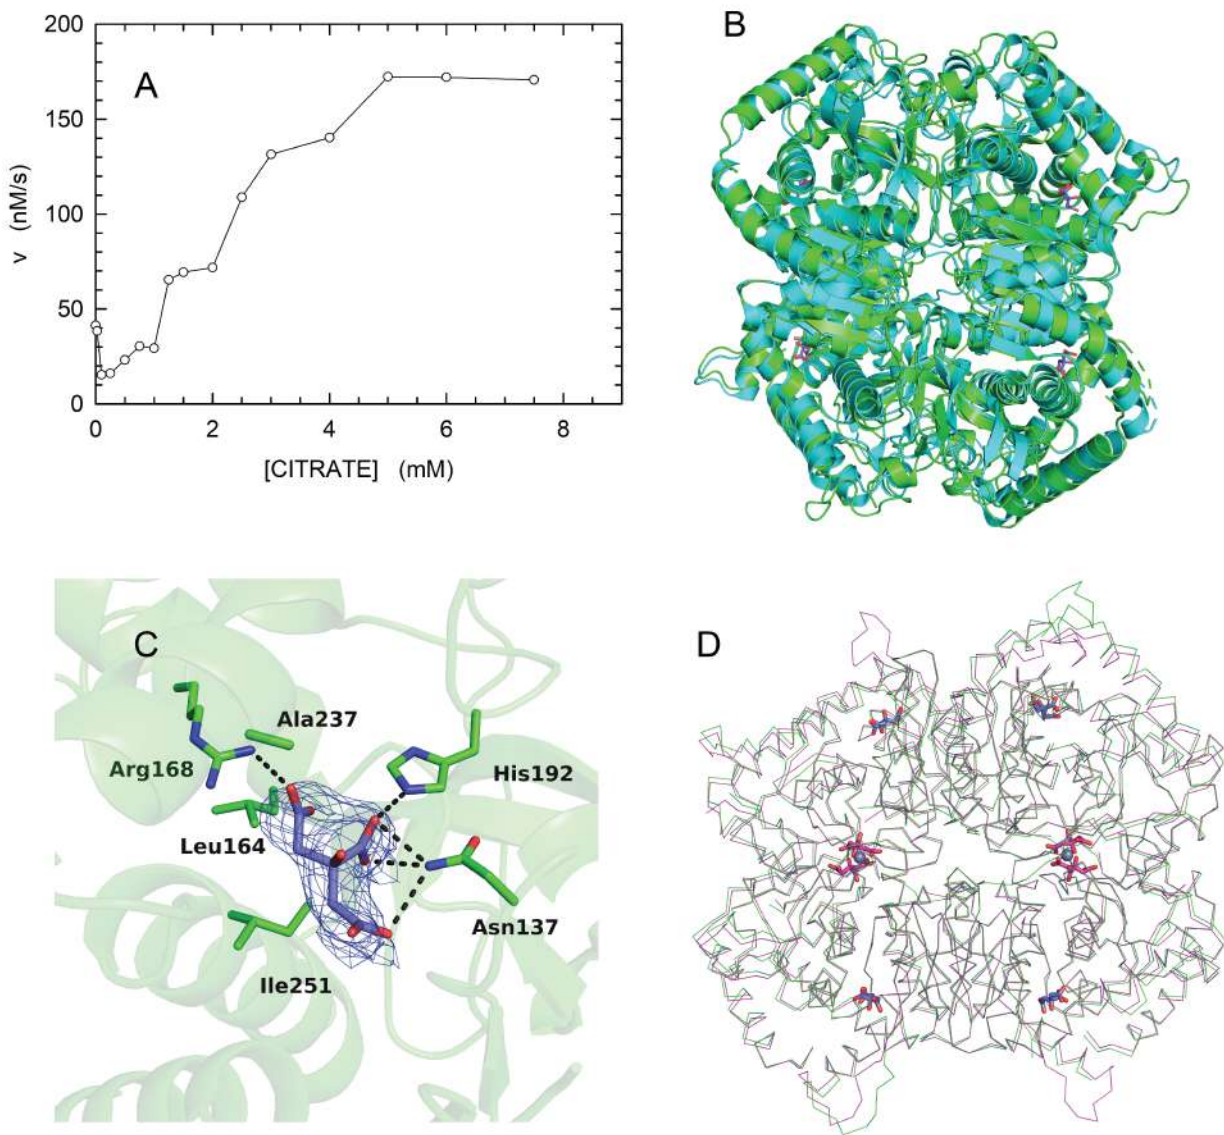 A
200
150
100
50
0
v (nM/s)
0 2 4 6 8
[CITRATE] (mM)
B
C
Ala237
Arg168
His192
Leu164
Asn137
Ile251
D